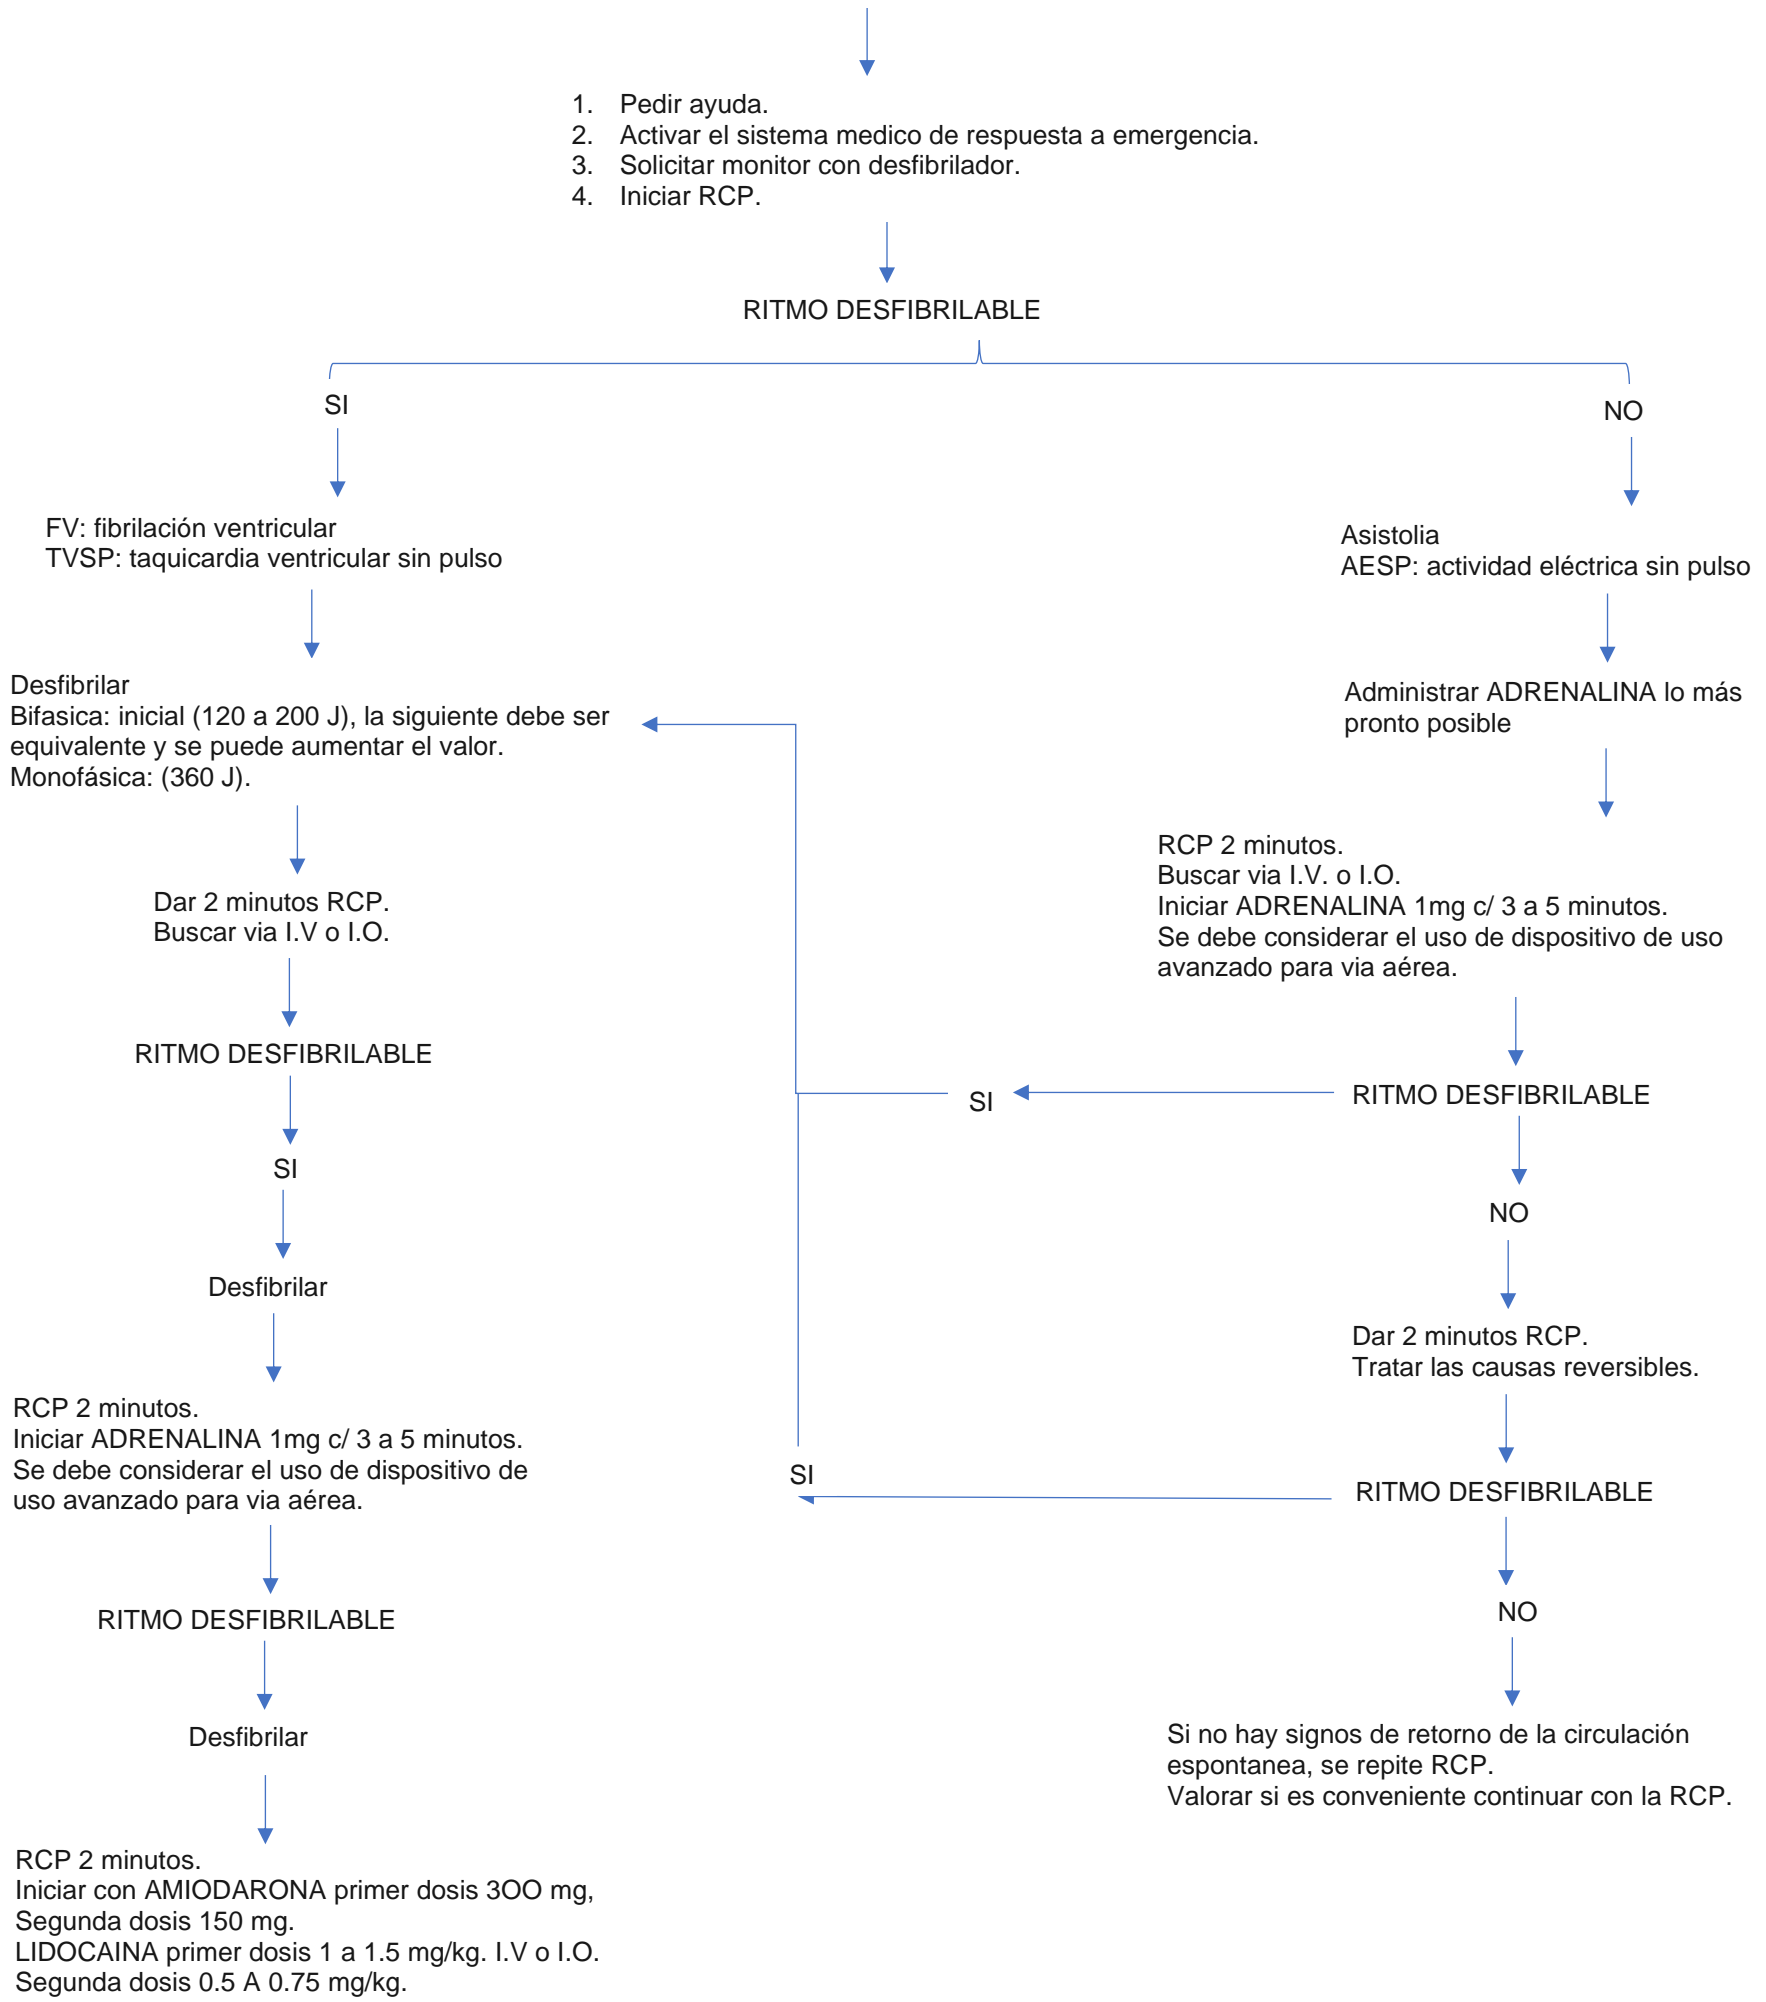 1. Pedir ayuda.
2. Activar el sistema medico de respuesta a emergencia.
3. Solicitar monitor con desfibrilador.
4. Iniciar RCP.
RITMO DESFIBRILABLE
SI
FV: fibrilación ventricular
TVSP: taquicardia ventricular sin pulso
Desfibrilar
Bifasica: inicial (120 a 200 J), la siguiente debe ser
equivalente y se puede aumentar el valor.
Monofásica: (360 J).
Dar 2 minutos RCP.
Buscar via I.V o I.O.
RITMO DESFIBRILABLE
SI
Desfibrilar
RCP 2 minutos.
Iniciar ADRENALINA 1mg c/ 3 a 5 minutos.
Se debe considerar el uso de dispositivo de
uso avanzado para via aérea.
RITMO DESFIBRILABLE
Desfibrilar
RCP 2 minutos.
Iniciar con AMIODARONA primer dosis 3OO mg,
Segunda dosis 150 mg.
LIDOCAINA primer dosis 1 a 1.5 mg/kg. I.V o I.O.
Segunda dosis 0.5 A 0.75 mg/kg.
NO
Asistolia
AESP: actividad eléctrica sin pulso
Administrar ADRENALINA lo más
pronto posible
RCP 2 minutos.
Buscar via I.V. o I.O.
Iniciar ADRENALINA 1mg c/ 3 a 5 minutos.
Se debe considerar el uso de dispositivo de uso
avanzado para via aérea.
RITMO DESFIBRILABLE
SI
NO
Dar 2 minutos RCP.
Tratar las causas reversibles.
RITMO DESFIBRILABLE
SI
NO
Si no hay signos de retorno de la circulación
espontanea, se repite RCP.
Valorar si es conveniente continuar con la RCP.